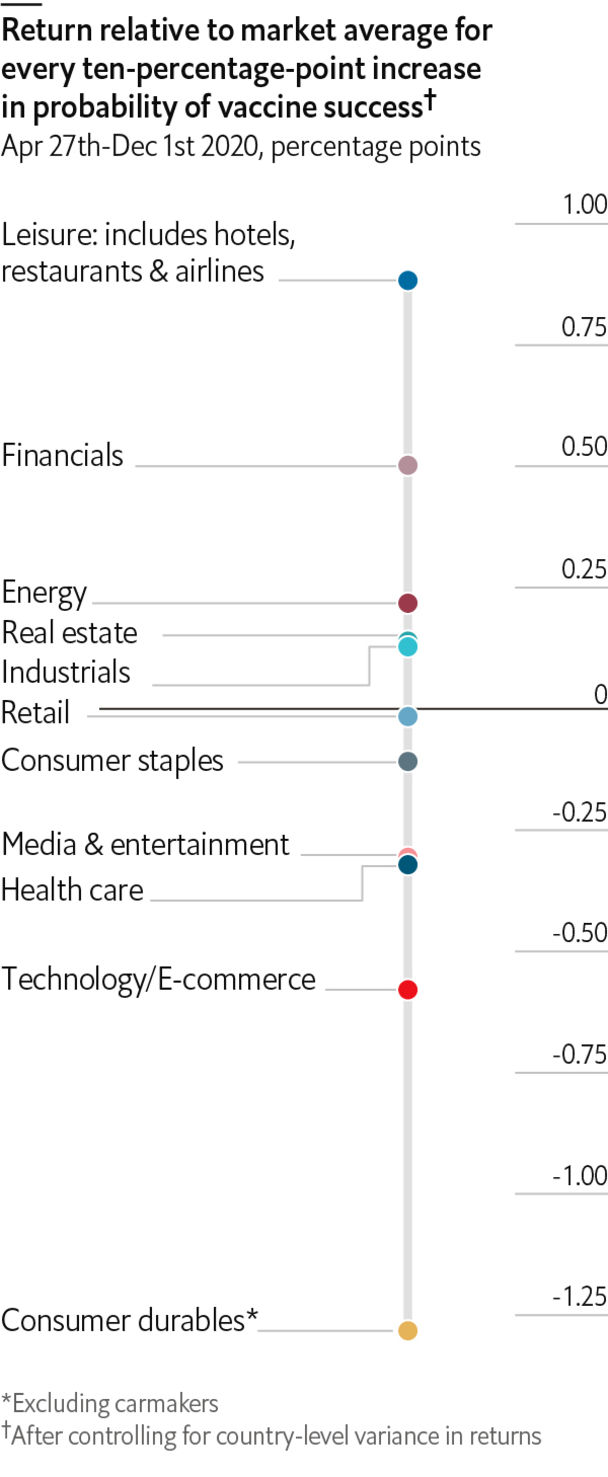 Return relative to market average for
every ten-percentage-point increase
in probability of vaccine success†
Apr 27th-Dec 1st 2020, percentage points
1.00
Leisure: includes hotels,
restaurants & airlines
0.75
Financials
0.50
Energy
0.25
Real estate
Industrials
Retail
0
Consumer staples
-0.25
Media & entertainment
Health care
-0.50
Technology/E-commerce
-0.75
-1.00
-1.25
Consumer durables*
*Excluding carmakers
†After controlling for country-level variance in returns